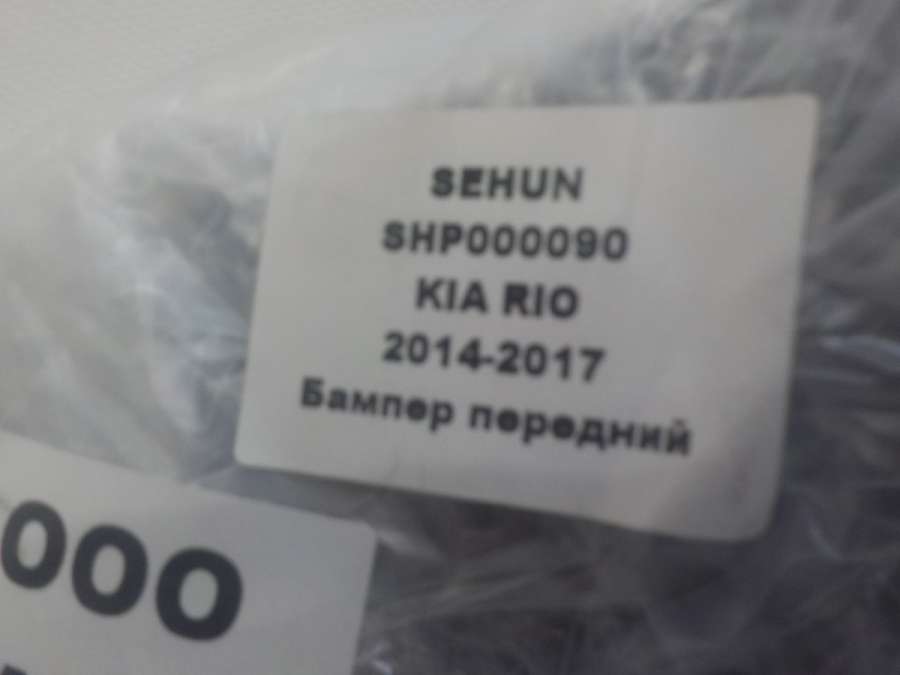 SEHUN
SHP000090
KIA RIO
2014-2017
Бампер передний
000